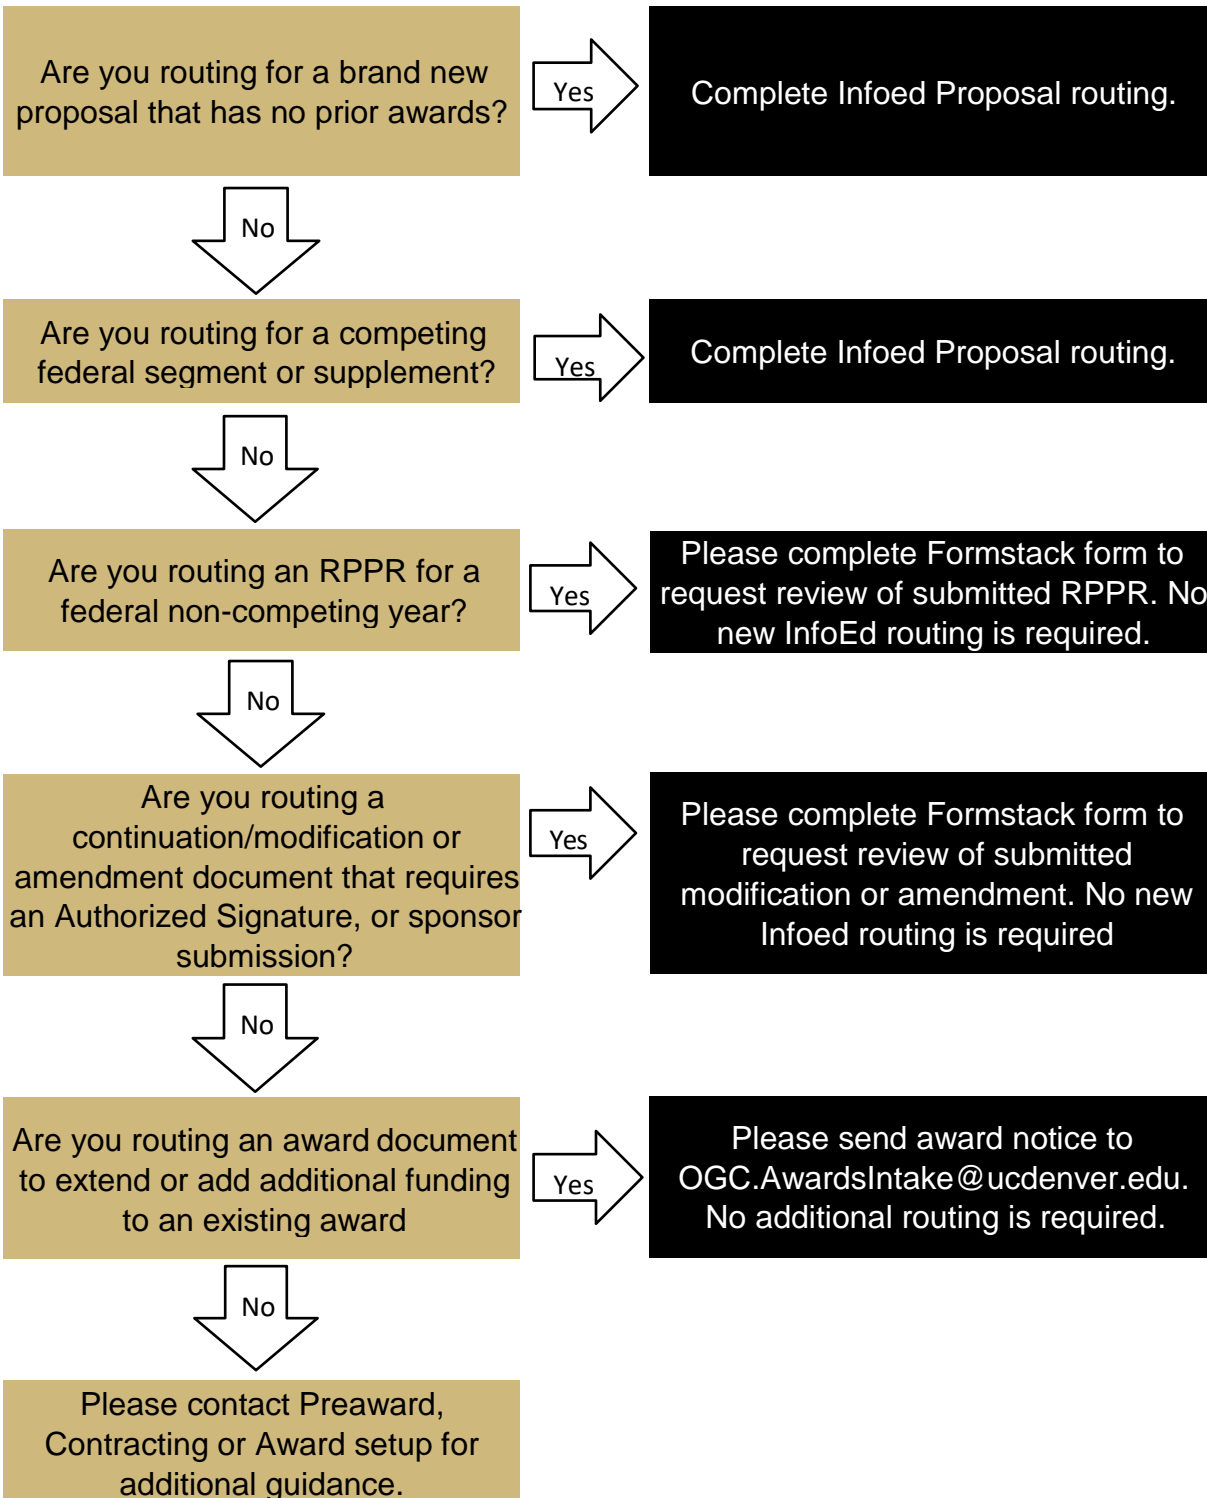 Are you routing for a brand new
proposal that has no prior awards?
Yes
Complete Infoed Proposal routing.
No
Are you routing for a competing
federal segment or supplement?
Yes
Complete Infoed Proposal routing.
No
Are you routing an RPPR for a
federal non-competing year?
Yes
Please complete Formstack form to
request review of submitted RPPR. No
new InfoEd routing is required.
No
Are you routing a
continuation/modification or
amendment document that requires
an Authorized Signature, or sponsor
submission?
Yes
Please complete Formstack form to
request review of submitted
modification or amendment. No new
Infoed routing is required
No
Are you routing an award document
to extend or add additional funding
to an existing award
Yes
Please send award notice to
OGC.AwardsIntake@ucdenver.edu.
No additional routing is required.
No
Please contact Preaward,
Contracting or Award setup for
additional guidance.